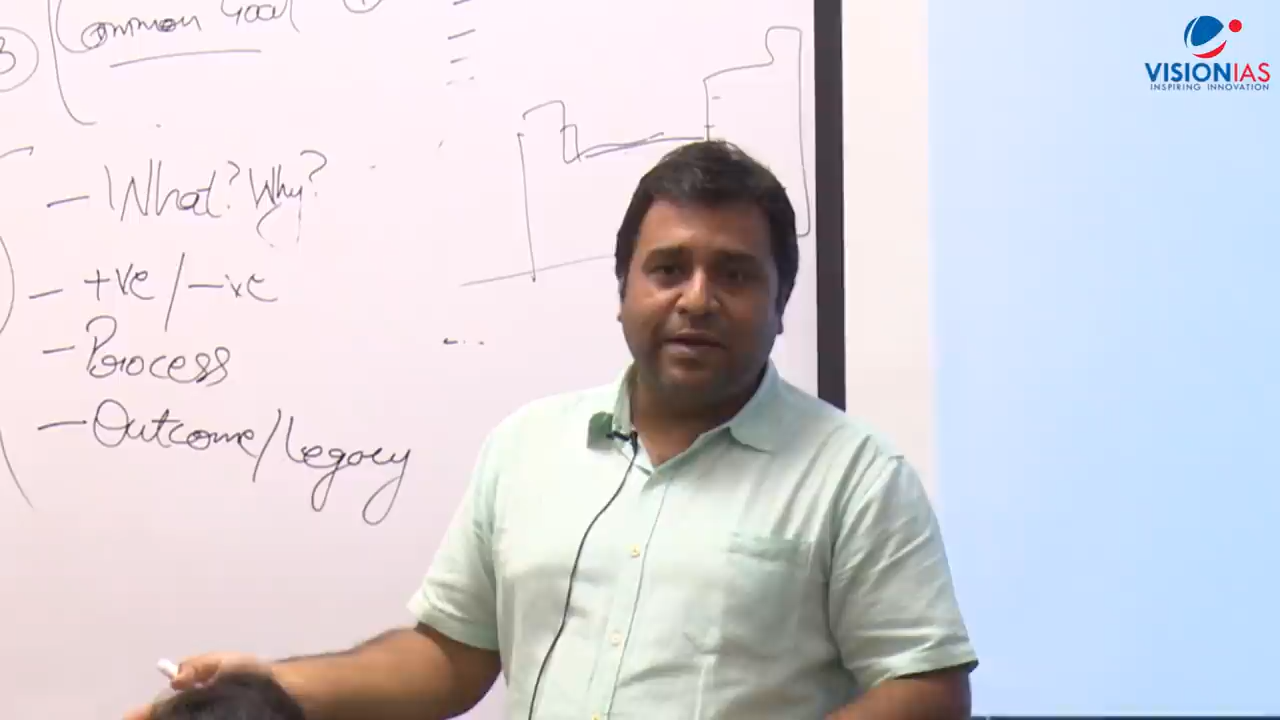 Common Goal
3
- What? Why?
- +ve / -ve
- Process
- Outcome / Legacy
VISIONIAS
INSPIRING INNOVATION